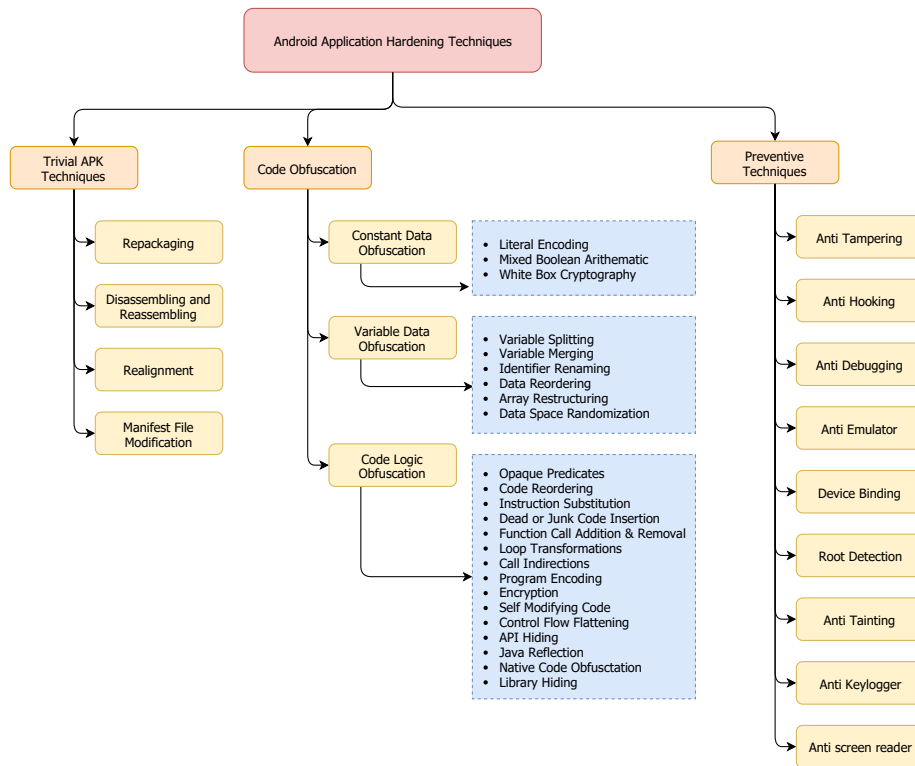 Android Application Hardening Techniques
Trivial APK
Techniques
Repackaging
Disassembling and
Reassembling
Realignment
Manifest File
Modification
Code Obfuscation
Constant Data
Obfuscation
Literal Encoding
Mixed Boolean Arithematic
White Box Cryptography
Variable Data
Obfuscation
Variable Splitting
Variable Merging
Identifier Renaming
Data Reordering
Array Restructuring
Data Space Randomization
Code Logic
Obfuscation
Opaque Predicates
Code Reordering
Instruction Substitution
Dead or Junk Code Insertion
Function Call Addition & Removal
Loop Transformations
Call Indirections
Program Encoding
Encryption
Self Modifying Code
Control Flow Flattening
API Hiding
Java Reflection
Native Code Obfusctation
Library Hiding
Preventive
Techniques
Anti Tampering
Anti Hooking
Anti Debugging
Anti Emulator
Device Binding
Root Detection
Anti Tainting
Anti Keylogger
Anti screen reader